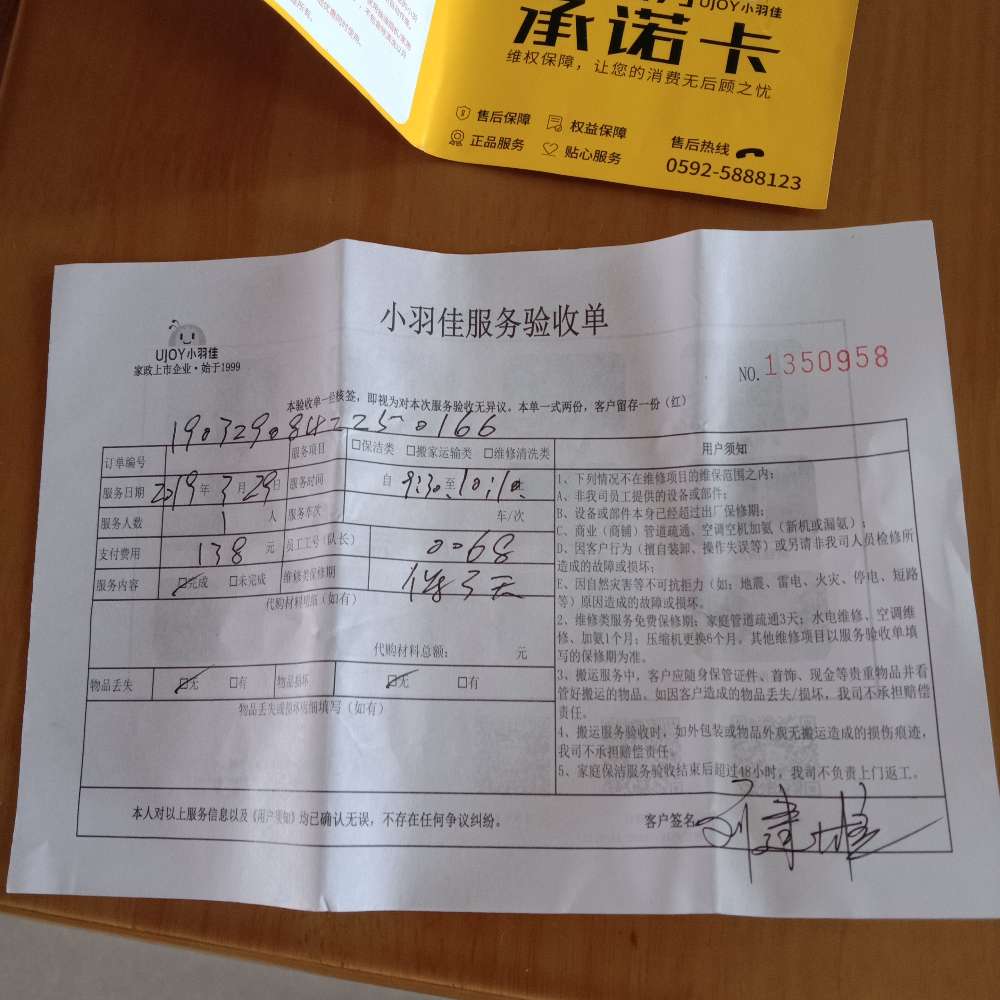 UJOY小羽佳
承诺卡
维权保障，让您的消费无后顾之忧
售后保障 权益保障
正品服务 贴心服务
售后热线
0592-5888123
小羽佳服务验收单
UJOY小羽佳
家政上市企业·始于1999
NO.1350958
本验收单一经核签，即视为对本次服务验收无异议。本单一式两份，客户留存一份（红）
1903290842250166
订单编号 服务项目 □保洁类 □搬家运输类 □维修清洗类
服务日期 2019年3月29日 服务时间 自9:30至10:10
服务人数 1人 服务车次 车/次
支付费用 138元 员工工号（队长） 0068
服务内容 ☑完成 □未完成 维修类保修期 保3天
代购材料明细（如有）
代购材料总额： 元
物品丢失 ☑无 □有 物品损坏 ☑无 □有
物品丢失或损坏明细填写（如有）
用户须知
1、下列情况不在维修项目的维保范围之内：
A、非我司员工提供的设备或部件；
B、设备或部件本身已经超过出厂保修期；
C、商业（商铺）管道疏通、空调空机加氨（新机或漏氨）；
D、因客户行为（擅自装卸、操作失误等）或另请非我司人员检修所
造成的故障或损坏；
E、因自然灾害等不可抗拒力（如：地震、雷电、火灾、停电、短路
等）原因造成的故障或损坏。
2、维修类服务免费保修期：家庭管道疏通3天；水电维修、空调维
修、加氨1个月；压缩机更换6个月。其他维修项目以服务验收单填
写的保修期为准。
3、搬运服务中，客户应随身保管证件、首饰、现金等贵重物品并看
管好搬运的物品。如因客户造成的物品丢失/损坏，我司不承担赔偿
责任。
4、搬运服务验收时，如外包装或物品外观无搬运造成的损伤痕迹，
我司不承担赔偿责任。
5、家庭保洁服务验收结束后超过48小时，我司不负责上门返工。
本人对以上服务信息以及《用户须知》均已确认无误，不存在任何争议纠纷。 客户签名